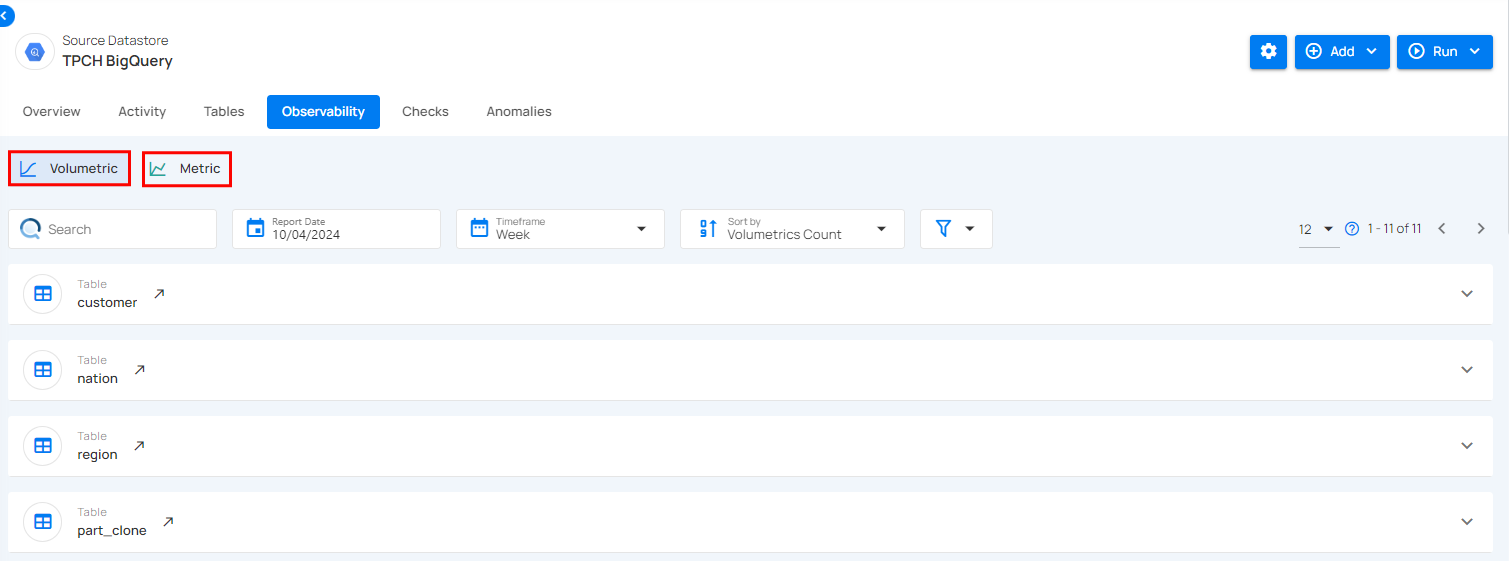 Source Datastore
TPCH BigQuery
Add
Run
Overview Activity Tables Observability Checks Anomalies
Volumetric Metric
Search
Report Date
10/04/2024
Timeframe
Week
Sort by
Volumetrics Count
12
1 - 11 of 11
Table
customer
Table
nation
Table
region
Table
part_clone